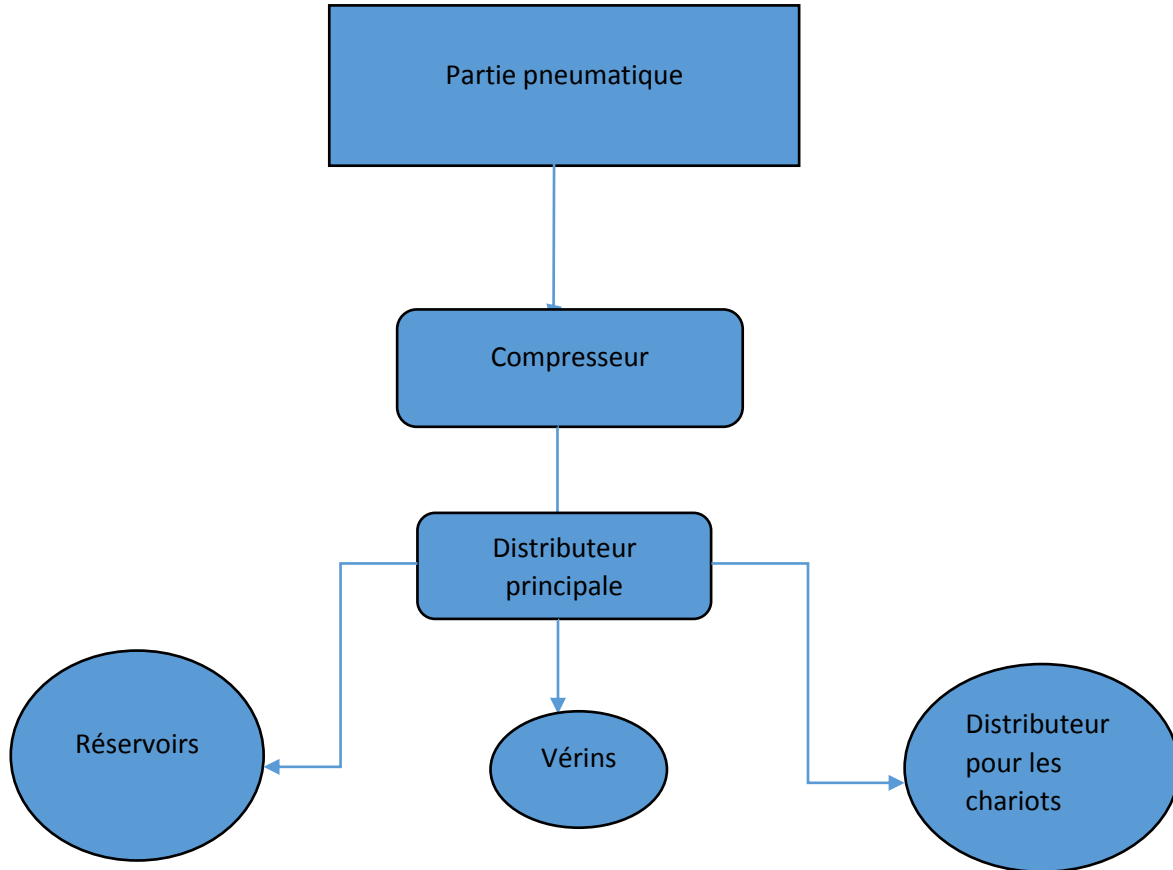 Partie pneumatique
Compresseur
Distributeur
principale
Réservoirs
Vérins
Distributeur
pour les
chariots